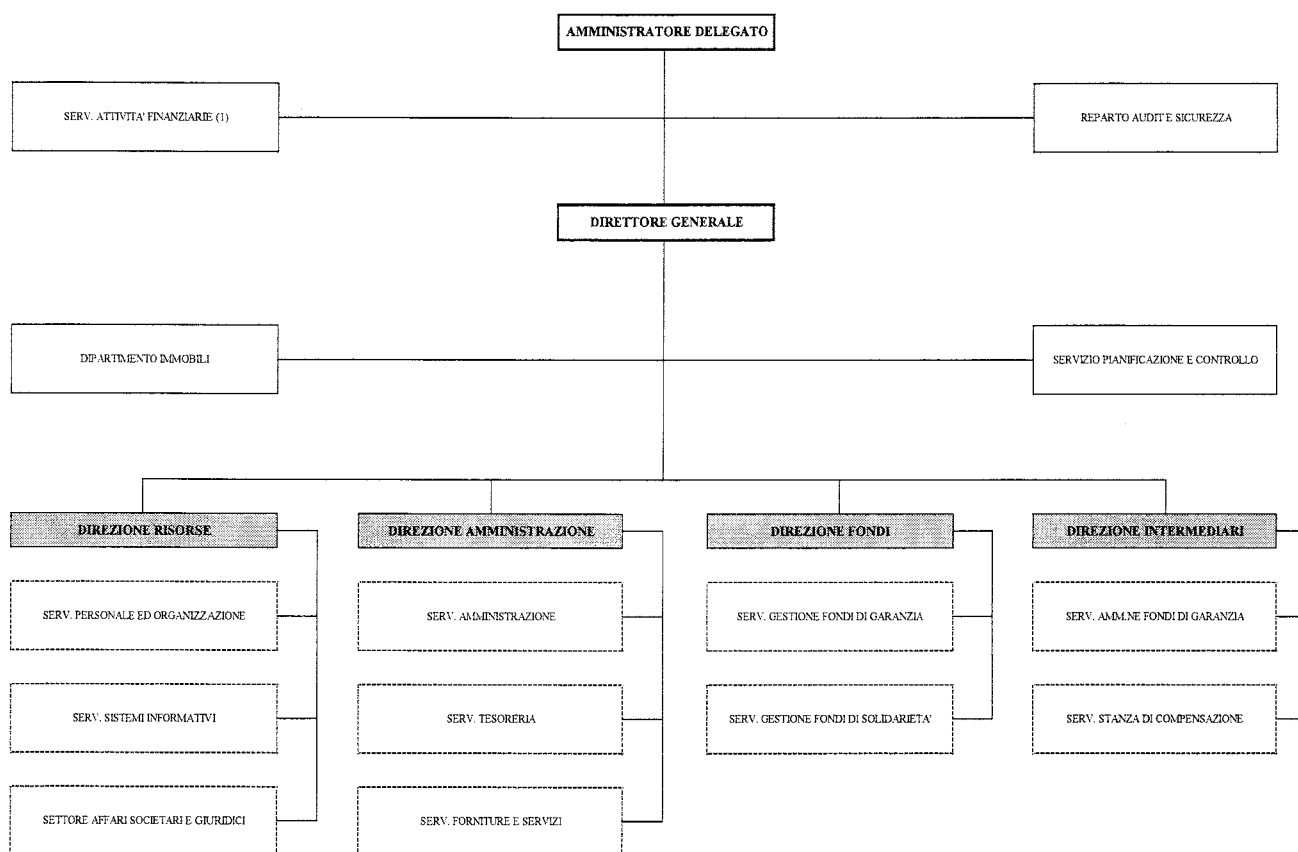 AMMINISTRATORE DELEGATO
SERV. ATTIVITA' FINANZIARIE (1)
REPARTO AUDIT E SICUREZZA
DIRETTORE GENERALE
DIPARTIMENTO IMMOBILI
SERVIZIO PIANIFICAZIONE E CONTROLLO
DIREZIONE RISORSE
DIREZIONE AMMINISTRAZIONE
DIREZIONE FONDI
DIREZIONE INTERMEDIARI
SERV. PERSONALE ED ORGANIZZAZIONE
SERV. AMMINISTRAZIONE
SERV. GESTIONE FONDI DI GARANZIA
SERV. AMM.NE FONDI DI GARANZIA
SERV. SISTEMI INFORMATIVI
SERV. TESORERIA
SERV. GESTIONE FONDI DI SOLIDARIETA'
SERV. STANZA DI COMPENSAZIONE
SETTORE AFFARI SOCIETARI E GIURIDICI
SERV. FORNITURE E SERVIZI